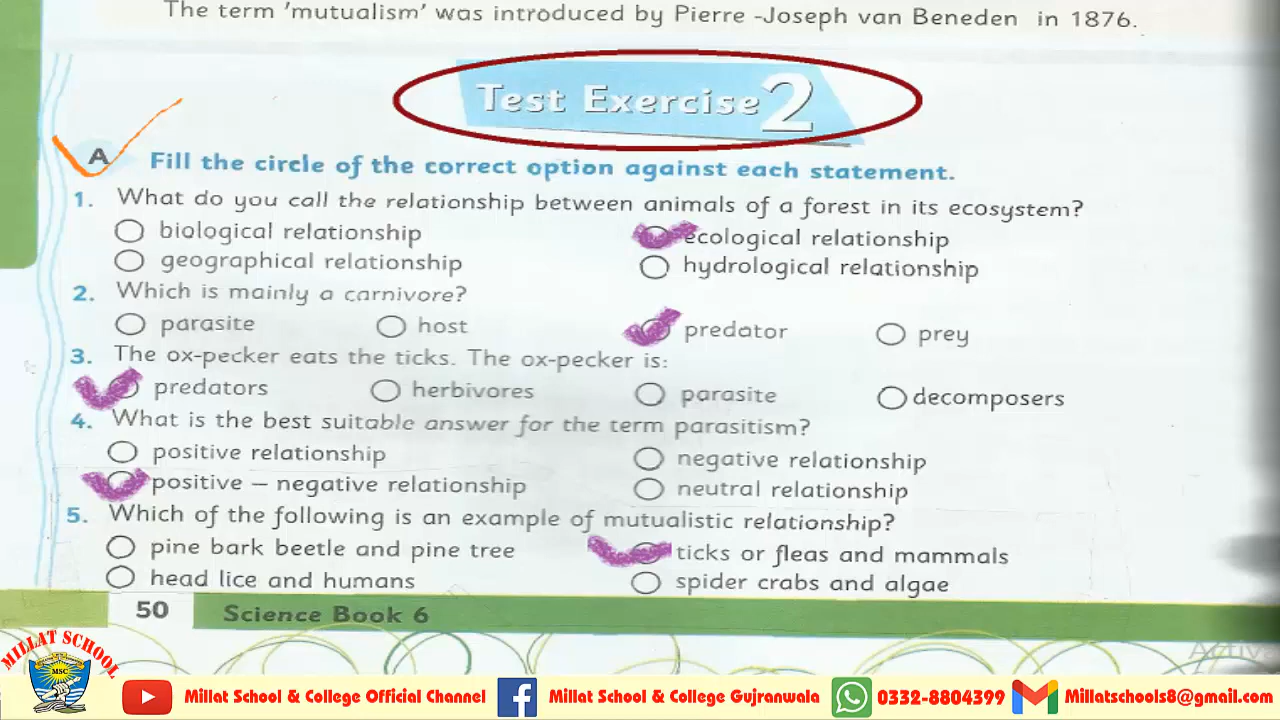 The term ’mutualism’ was introduced by Pierre -Joseph van Beneden in 1876.
Test Exercise 2
A Fill the circle of the correct option against each statement.
1. What do you call the relationship between animals of a forest in its ecosystem?
biological relationship ecological relationship
geographical relationship hydrological relationship
2. Which is mainly a carnivore?
parasite host predator prey
3. The ox-pecker eats the ticks. The ox-pecker is:
predators herbivores parasite decomposers
4. What is the best suitable answer for the term parasitism?
positive relationship negative relationship
positive – negative relationship neutral relationship
5. Which of the following is an example of mutualistic relationship?
pine bark beetle and pine tree ticks or fleas and mammals
head lice and humans spider crabs and algae
50 Science Book 6
MILLAT SCHOOL
MSC
Millat School & College Official Channel Millat School & College Gujranwala 0332-8804399 Millatschools8@gmail.com